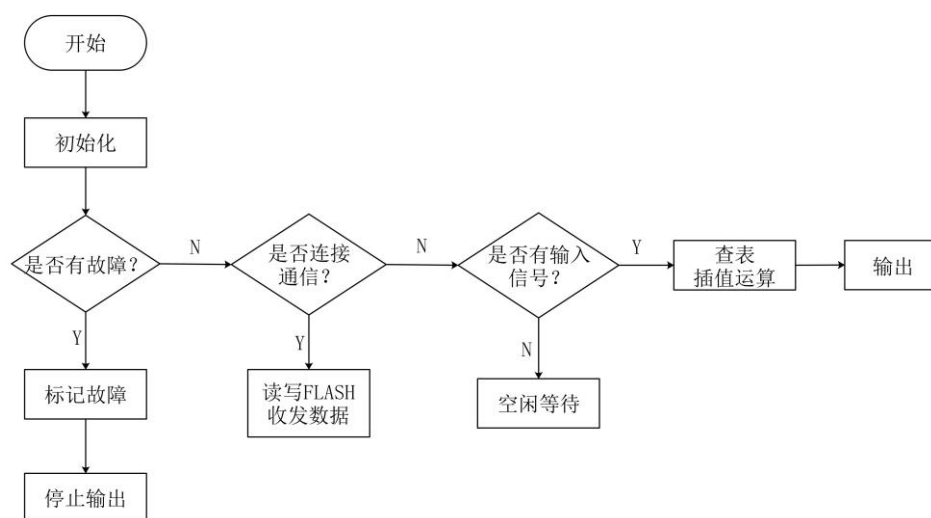 开始
初始化
是否有故障？
N
是否连接
通信？
N
是否有输入
信号？
Y
查表
插值运算
输出
Y
标记故障
停止输出
Y
读写FLASH
收发数据
N
空闲等待